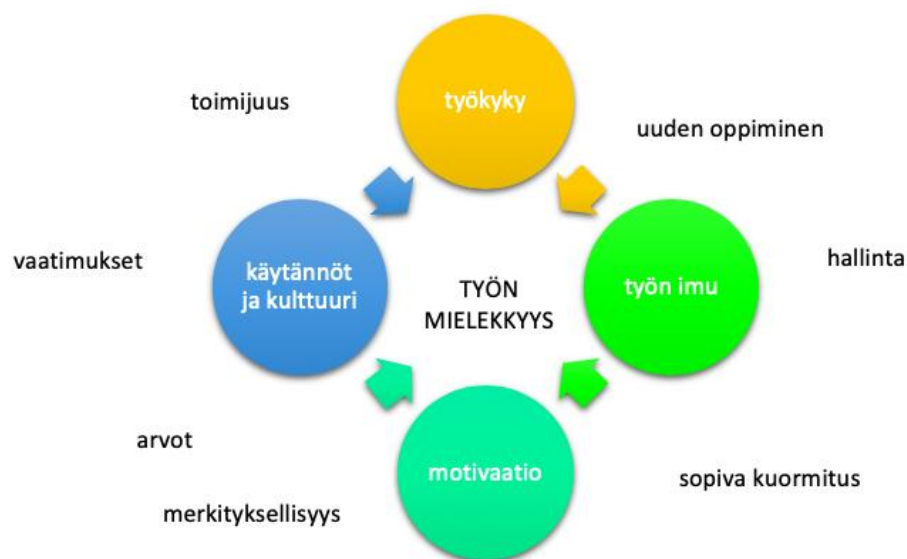 toimijuus
työkyky
uuden oppiminen
vaatimukset
käytännöt
ja kulttuuri
TYÖN
MIELEKKYYS
työn imu
hallinta
arvot
motivaatio
sopiva kuormitus
merkityksellisyys